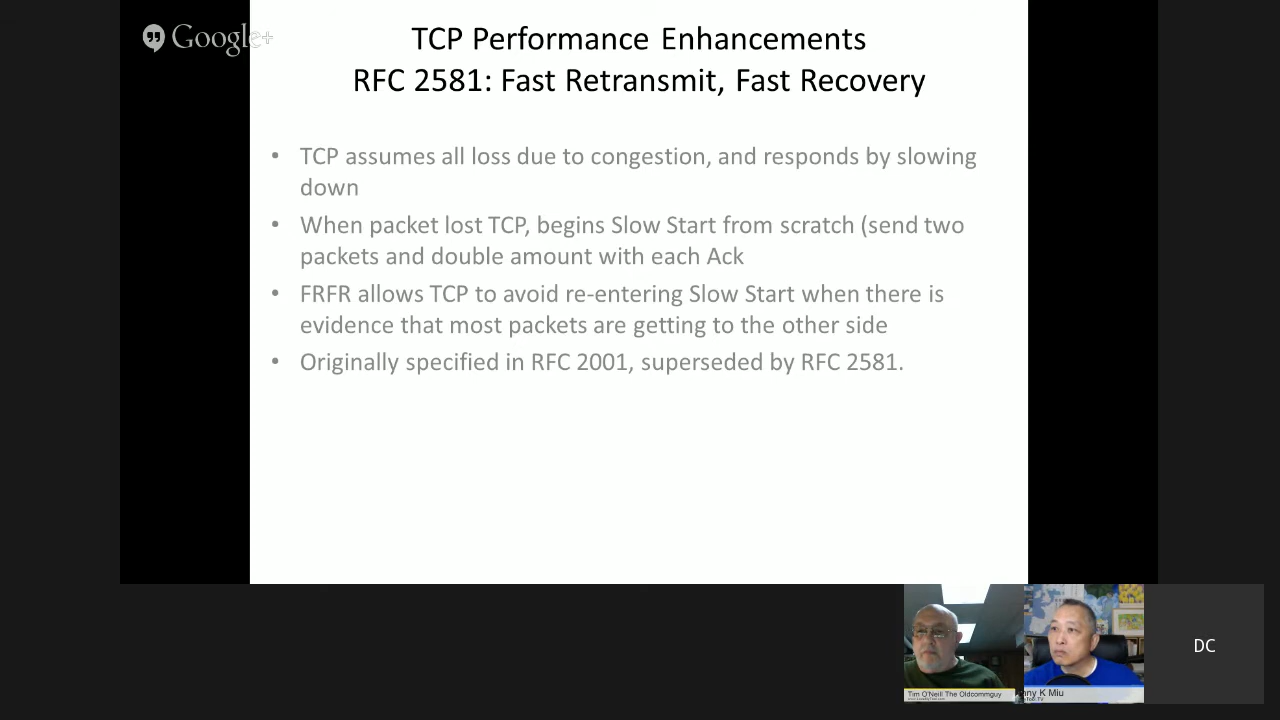 Google+
TCP Performance Enhancements
RFC 2581: Fast Retransmit, Fast Recovery
• TCP assumes all loss due to congestion, and responds by slowing
down
• When packet lost TCP, begins Slow Start from scratch (send two
packets and double amount with each Ack
• FRFR allows TCP to avoid re-entering Slow Start when there is
evidence that most packets are getting to the other side
• Originally specified in RFC 2001, superseded by RFC 2581.
DC
Tim O'Neill The Oldcommguy
nny K Miu